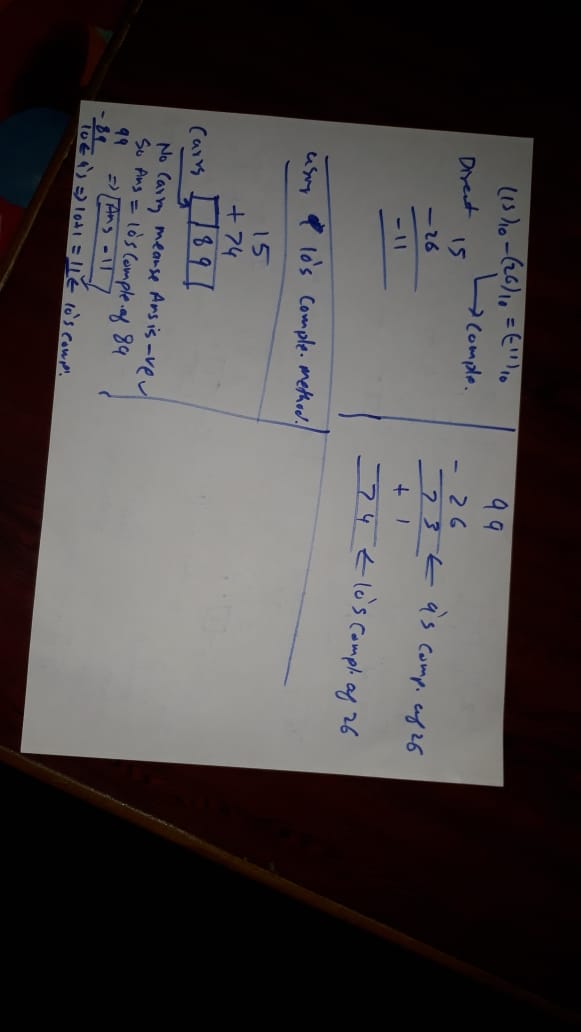 (15)₁₀ - (26)₁₀ = (-11)₁₀
↳ comple.
Direct 15
-26
-11
99
- 26
73 ← 9's comp. of 26
+ 1
74 ← 10's compl. of 26
using 10's comple. method.
15
+ 74
Carry 89
No Carry means Ans is -ve
So Ans = 10's comple of 89
99 ⇒ Ans -11
-89
10 ← 9's ⇒ 10+1 = 11 ← 10's comp.